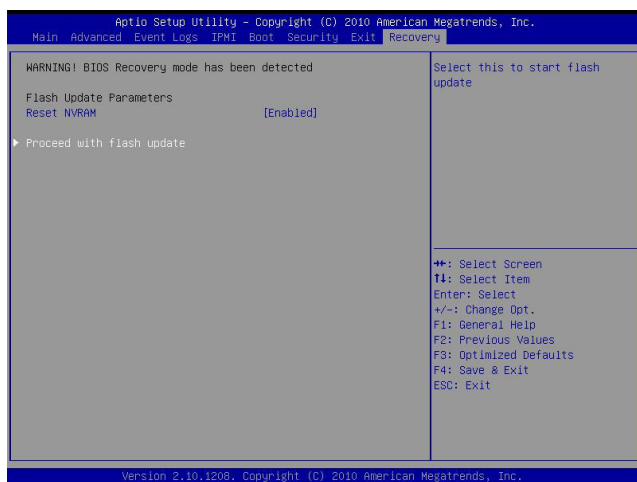 Aptio Setup Utility - Copyright (C) 2010 American Megatrends, Inc.
Main Advanced Event Logs IPMI Boot Security Exit Recovery
WARNING! BIOS Recovery mode has been detected
Flash Update Parameters
Reset NVRAM [Enabled]
Proceed with flash update
Select this to start flash
update
→←: Select Screen
↑↓: Select Item
Enter: Select
+/-: Change Opt.
F1: General Help
F2: Previous Values
F3: Optimized Defaults
F4: Save & Exit
ESC: Exit
Version 2.10.1208. Copyright (C) 2010 American Megatrends, Inc.